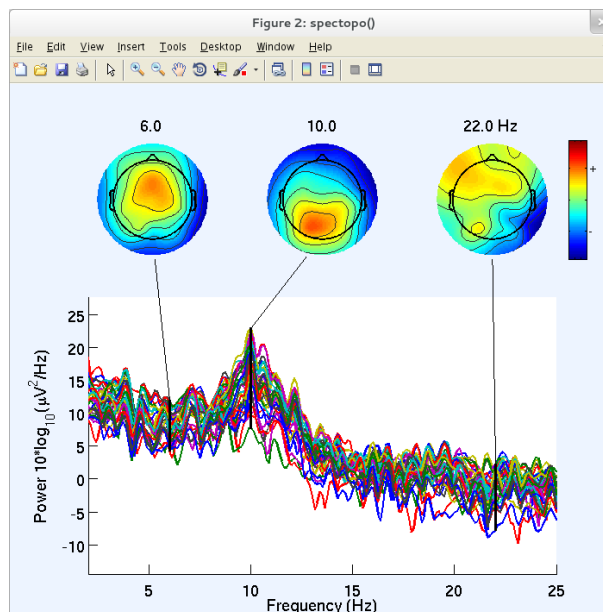 Figure 2: spectopo()
File Edit View Insert Tools Desktop Window Help
6.0 10.0 22.0 Hz
+
-
25
20
15
10
5
0
-5
-10
Power 10*log10(μV2/Hz)
5 10 15 20 25
Frequency (Hz)